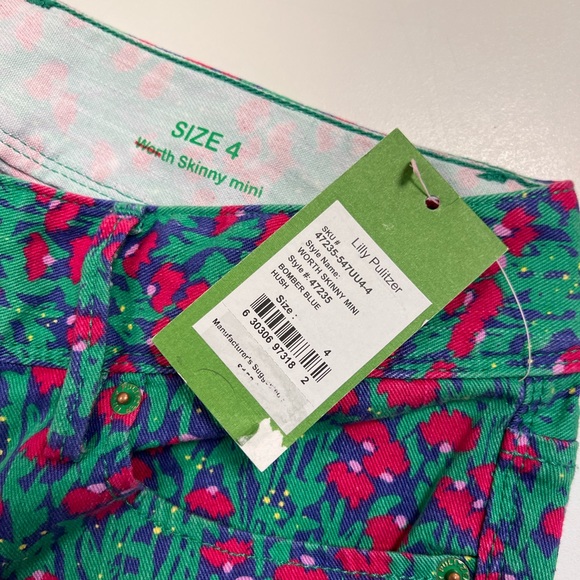 SIZE 4
Worth Skinny mini
Lilly Pulitzer
SKU #
47235-547UU4-4
Style Name:
WORTH SKINNY MINI
Style #: 47235
BOMBER BLUE
HUSH
Size :
4
6 30306 97318 2
Manufacturer's